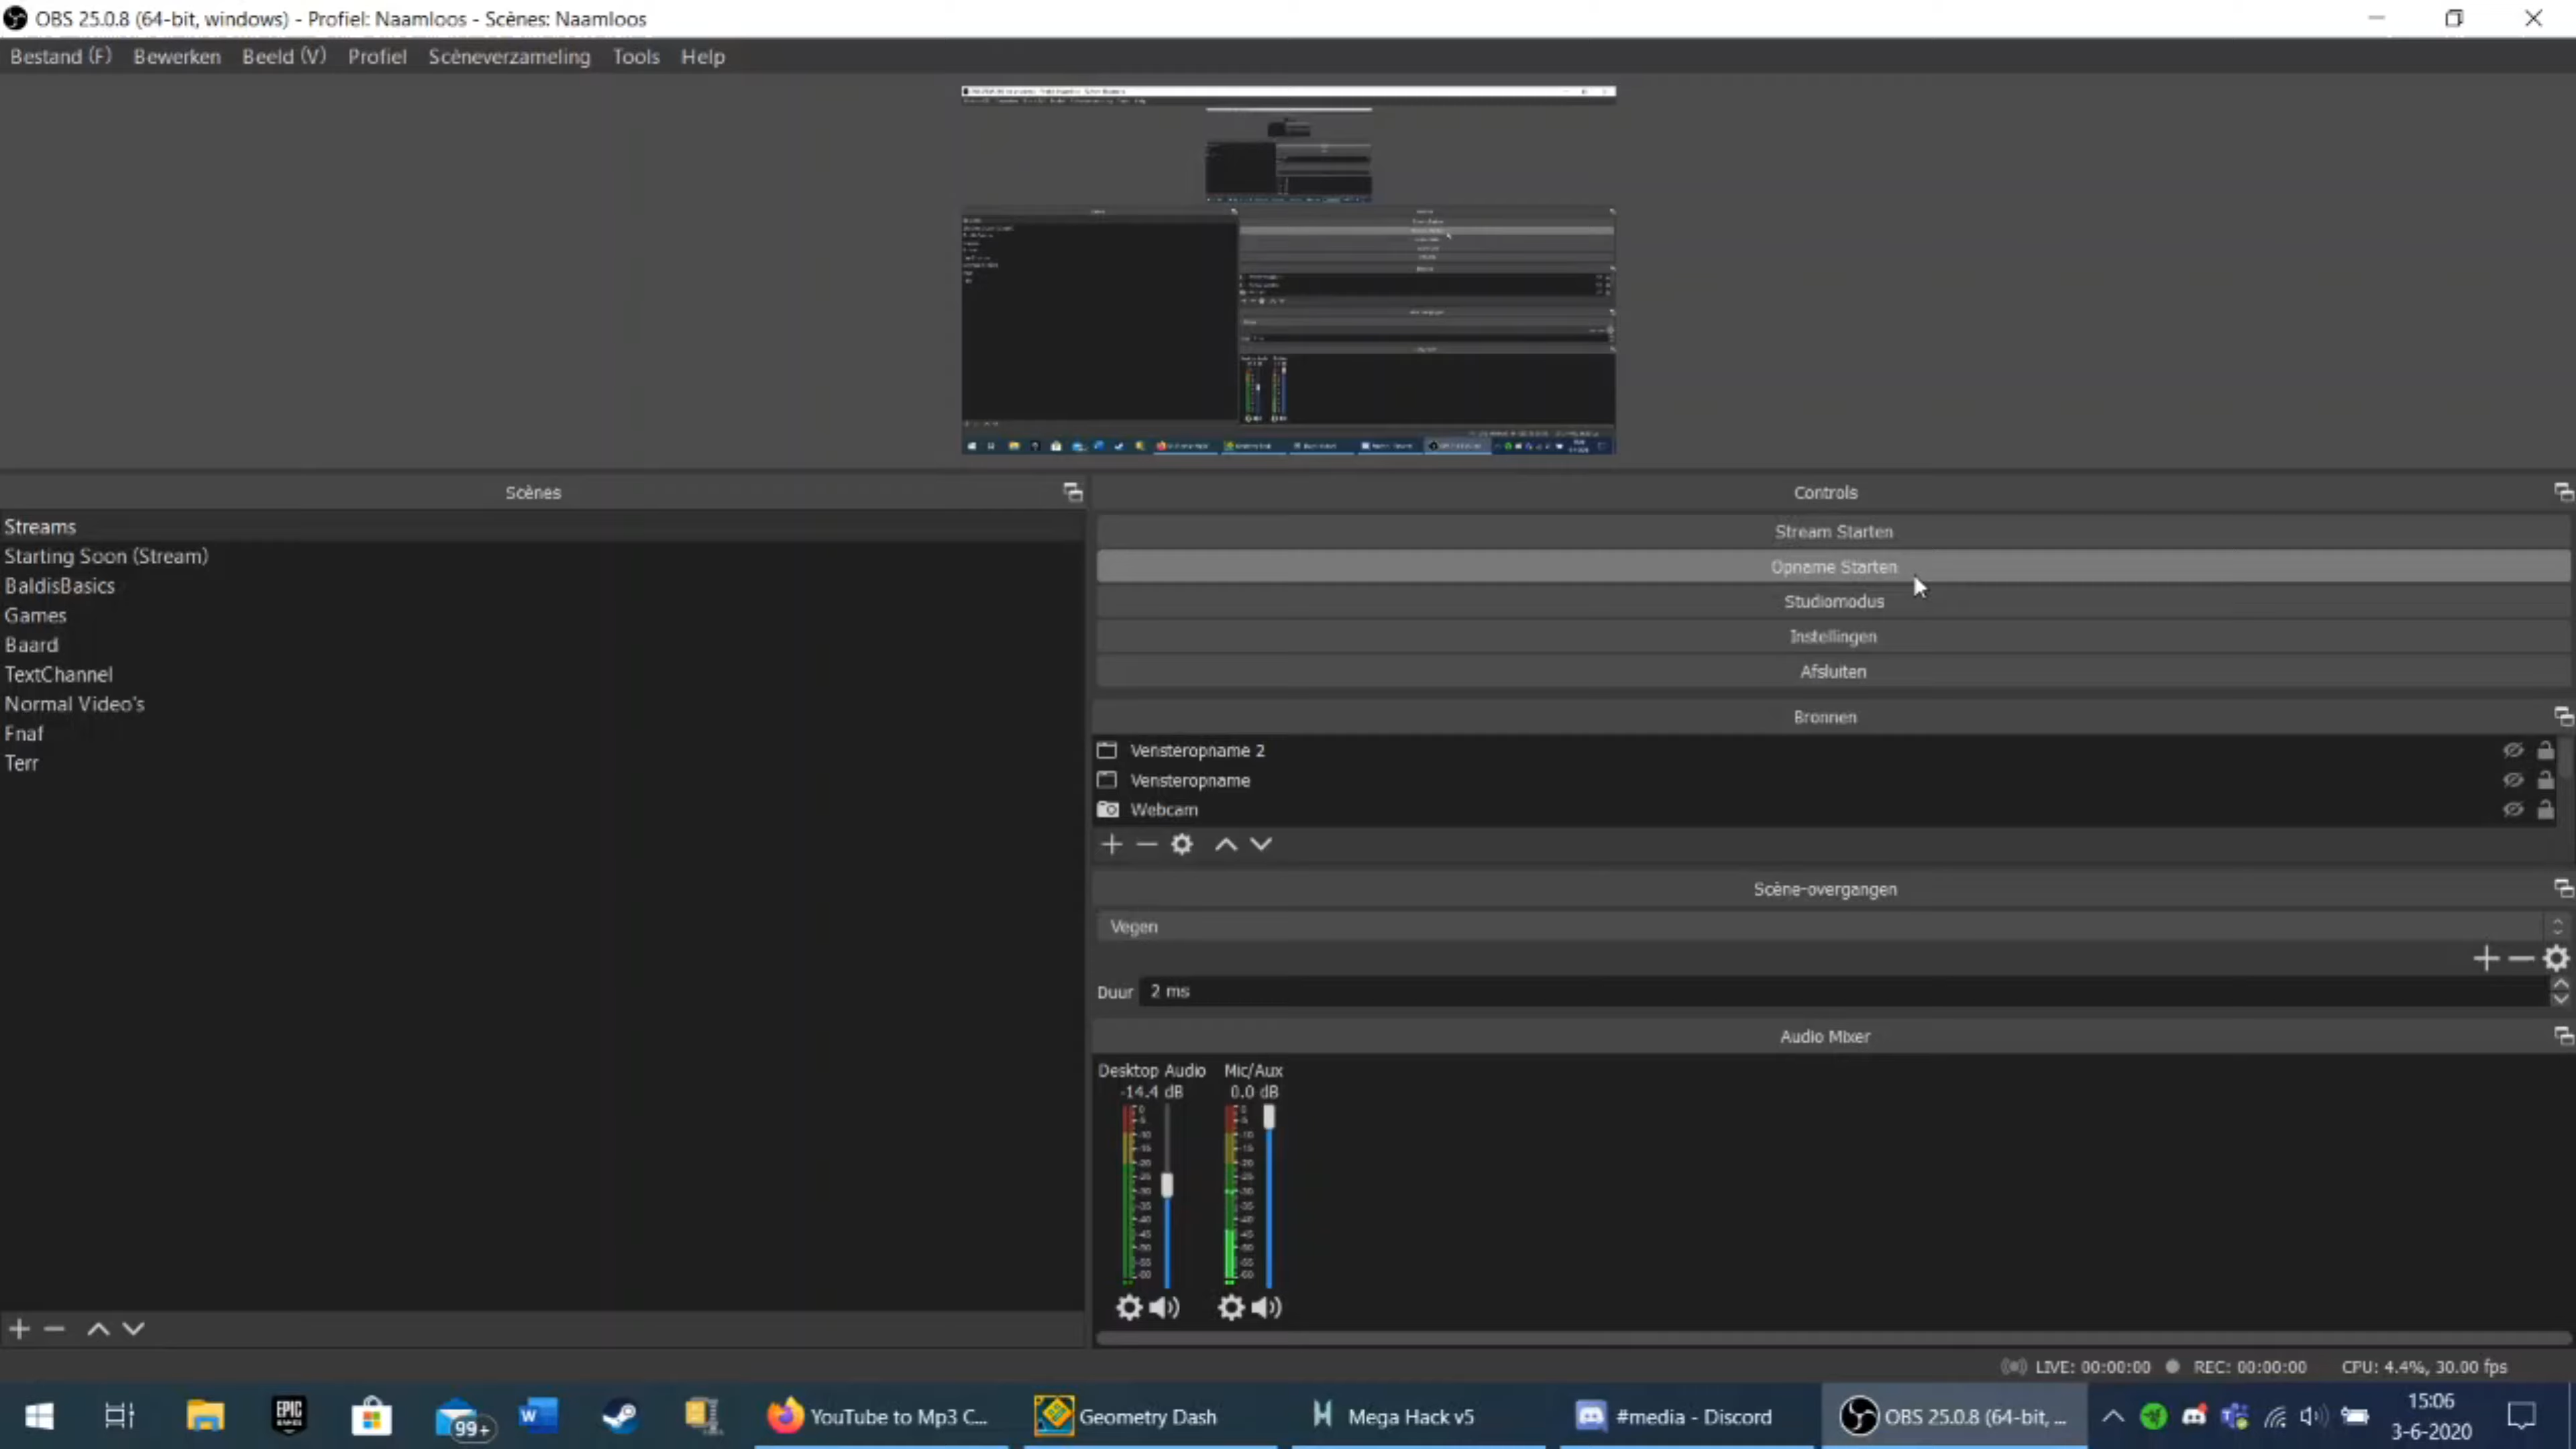 OBS 25.0.8 (64-bit, windows) - Profiel: Naamloos - Scènes: Naamloos
Bestand (F) Bewerken Beeld (V) Profiel Scèneverzameling Tools Help
Scènes
Streams
Starting Soon (Stream)
BaldisBasics
Games
Baard
TextChannel
Normal Video's
Fnaf
Terr
Controls
Stream Starten
Opname Starten
Studiomodus
Instellingen
Afsluiten
Bronnen
Vensteropname 2
Vensteropname
Webcam
Scène-overgangen
Vegen
Duur 2 ms
Audio Mixer
Desktop Audio Mic/Aux
-14.4 dB 0.0 dB
LIVE: 00:00:00 REC: 00:00:00 CPU: 4.4%, 30.00 fps
99+ YouTube to Mp3 C... Geometry Dash Mega Hack v5 #media - Discord OBS 25.0.8 (64-bit, ...
15:06
3-6-2020